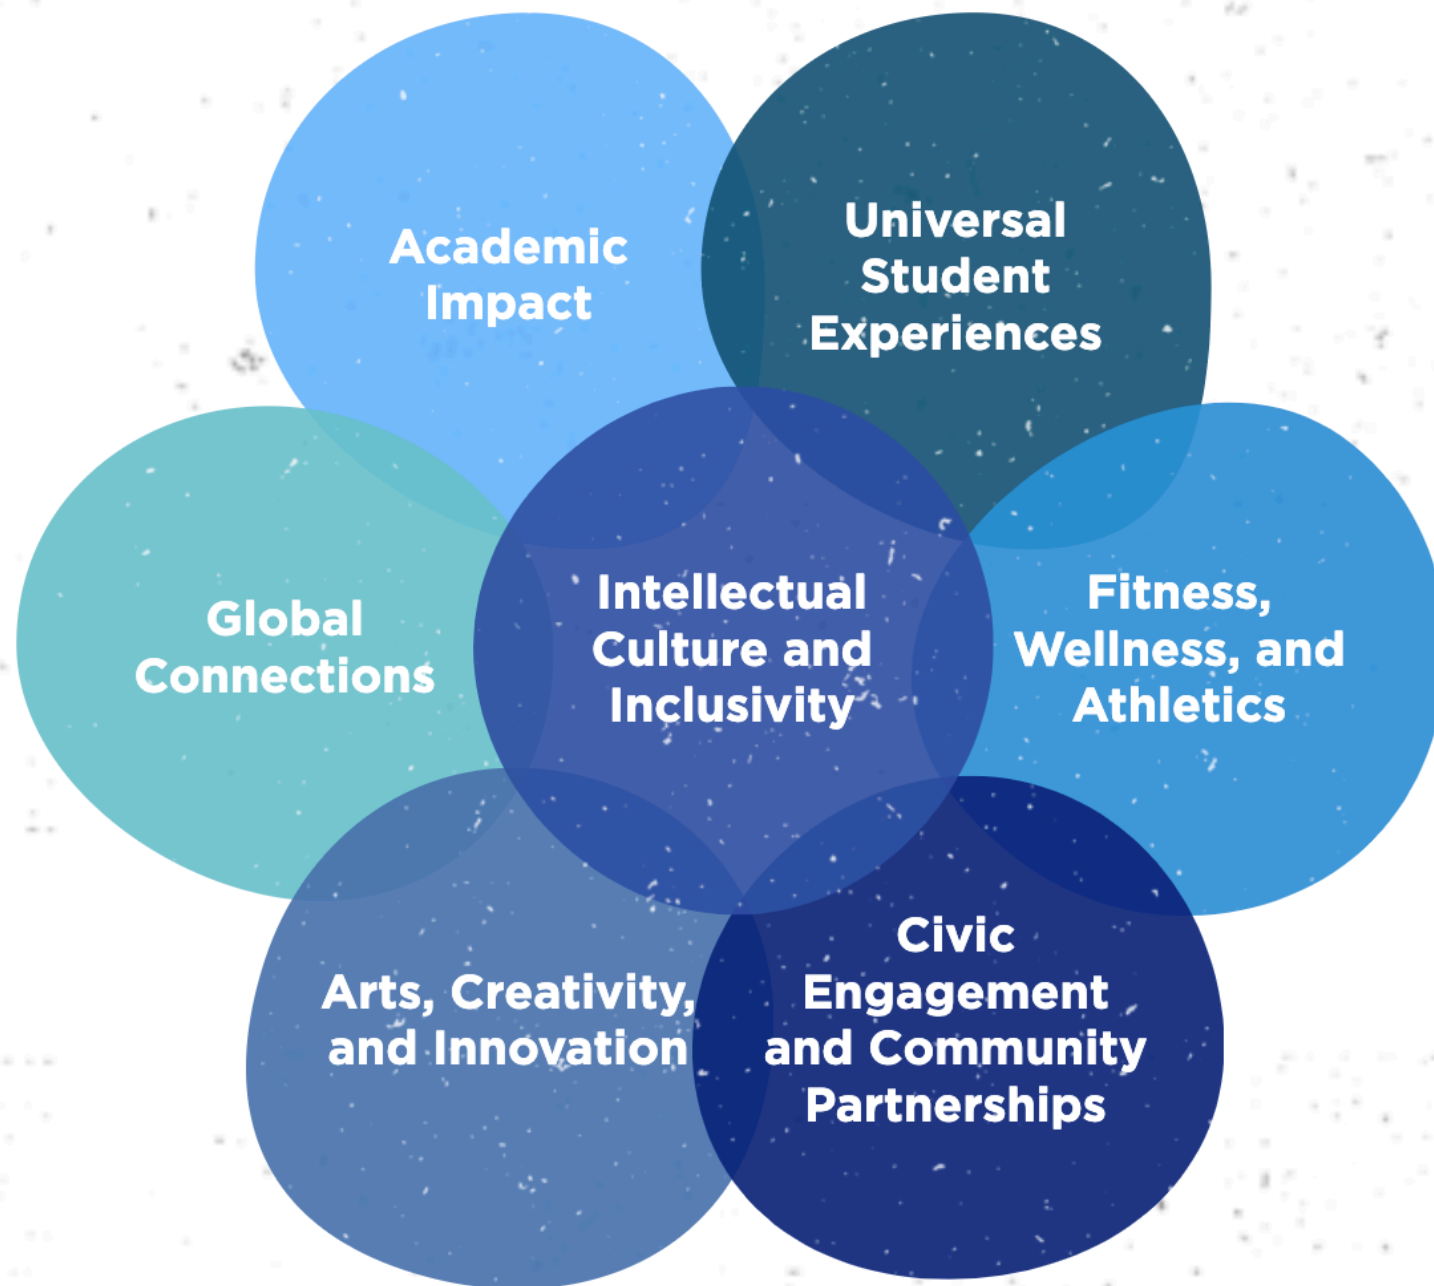 Academic
Impact
Universal
Student
Experiences
Global
Connections
Intellectual
Culture and
Inclusivity
Fitness,
Wellness, and
Athletics
Arts, Creativity,
and Innovation
Civic
Engagement
and Community
Partnerships